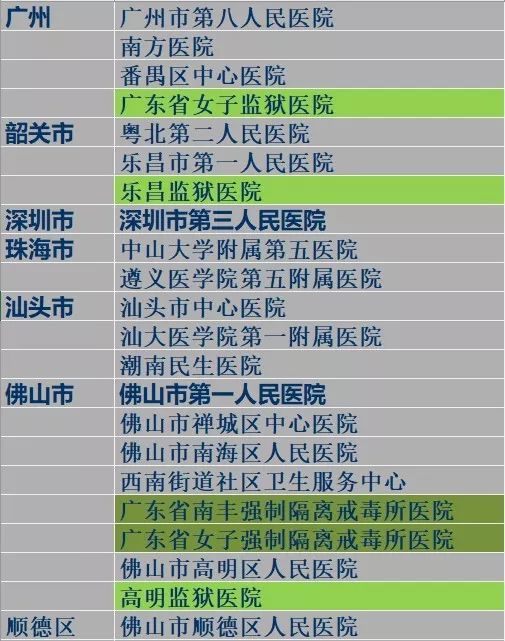 广州 广州市第八人民医院
南方医院
番禺区中心医院
广东省女子监狱医院
韶关市 粤北第二人民医院
乐昌市第一人民医院
乐昌监狱医院
深圳市 深圳市第三人民医院
珠海市 中山大学附属第五医院
遵义医学院第五附属医院
汕头市 汕头市中心医院
汕大医学院第一附属医院
潮南民生医院
佛山市 佛山市第一人民医院
佛山市禅城区中心医院
佛山市南海区人民医院
西南街道社区卫生服务中心
广东省南丰强制隔离戒毒所医院
广东省女子强制隔离戒毒所医院
佛山市高明区人民医院
高明监狱医院
顺德区 佛山市顺德区人民医院